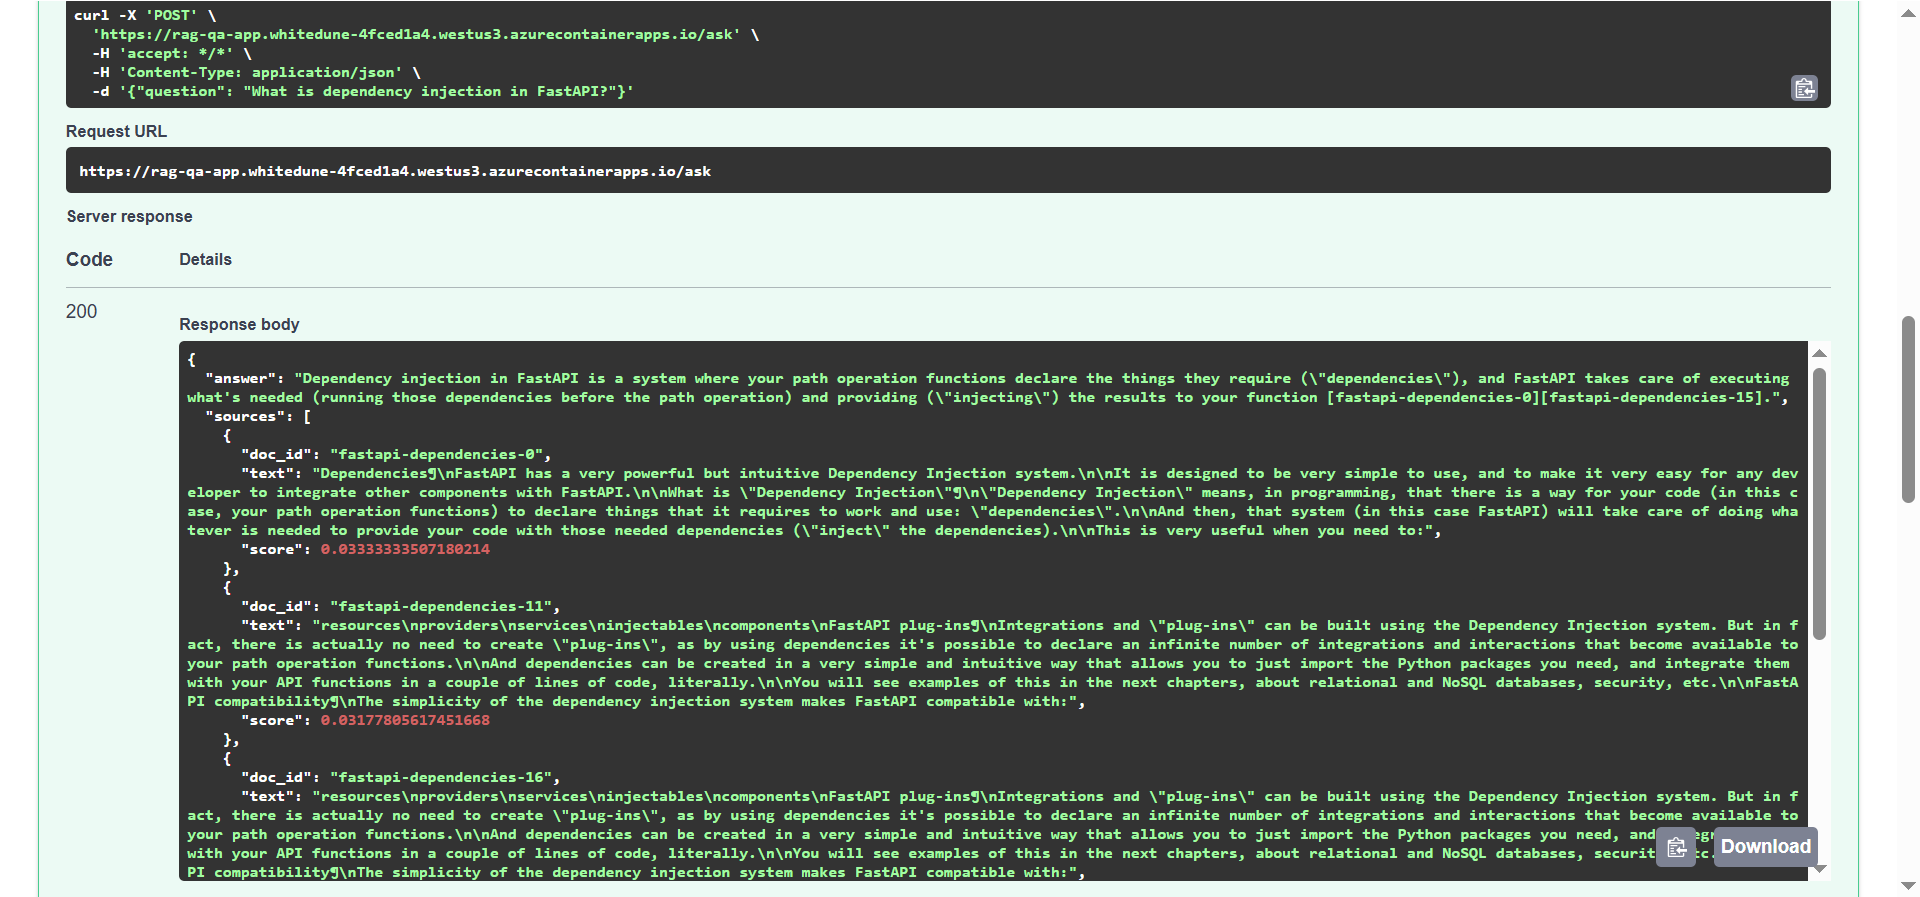 curl -X 'POST' \
'https://rag-qa-app.whitedune-4fced1a4.westus3.azurecontainerapps.io/ask' \
-H 'accept: */*' \
-H 'Content-Type: application/json' \
-d '{"question": "What is dependency injection in FastAPI?"}'
Request URL
https://rag-qa-app.whitedune-4fced1a4.westus3.azurecontainerapps.io/ask
Server response
Code Details
200
Response body
{
"answer": "Dependency injection in FastAPI is a system where your path operation functions declare the things they require (\"dependencies\"), and FastAPI takes care of executing
what's needed (running those dependencies before the path operation) and providing (\"injecting\") the results to your function [fastapi-dependencies-0][fastapi-dependencies-15].",
"sources": [
{
"doc_id": "fastapi-dependencies-0",
"text": "Dependencies¶\nFastAPI has a very powerful but intuitive Dependency Injection system.\n\nIt is designed to be very simple to use, and to make it very easy for any dev
eloper to integrate other components with FastAPI.\n\nWhat is \"Dependency Injection\"¶\n\"Dependency Injection\" means, in programming, that there is a way for your code (in this c
ase, your path operation functions) to declare things that it requires to work and use: \"dependencies\".\n\nAnd then, that system (in this case FastAPI) will take care of doing wha
tever is needed to provide your code with those needed dependencies (\"inject\" the dependencies).\n\nThis is very useful when you need to:",
"score": 0.03333333507180214
},
{
"doc_id": "fastapi-dependencies-11",
"text": "resources\nproviders\nservices\ninjectables\ncomponents\nFastAPI plug-ins¶\nIntegrations and \"plug-ins\" can be built using the Dependency Injection system. But in f
act, there is actually no need to create \"plug-ins\", as by using dependencies it's possible to declare an infinite number of integrations and interactions that become available to
your path operation functions.\n\nAnd dependencies can be created in a very simple and intuitive way that allows you to just import the Python packages you need, and integrate them
with your API functions in a couple of lines of code, literally.\n\nYou will see examples of this in the next chapters, about relational and NoSQL databases, security, etc.\n\nFastA
PI compatibility¶\nThe simplicity of the dependency injection system makes FastAPI compatible with:",
"score": 0.03177805617451668
},
{
"doc_id": "fastapi-dependencies-16",
"text": "resources\nproviders\nservices\ninjectables\ncomponents\nFastAPI plug-ins¶\nIntegrations and \"plug-ins\" can be built using the Dependency Injection system. But in f
act, there is actually no need to create \"plug-ins\", as by using dependencies it's possible to declare an infinite number of integrations and interactions that become available to
your path operation functions.\n\nAnd dependencies can be created in a very simple and intuitive way that allows you to just import the Python packages you need, and
with your API functions in a couple of lines of code, literally.\n\nYou will see examples of this in the next chapters, about relational and NoSQL databases,
PI compatibility¶\nThe simplicity of the dependency injection system makes FastAPI compatible with:",
Download